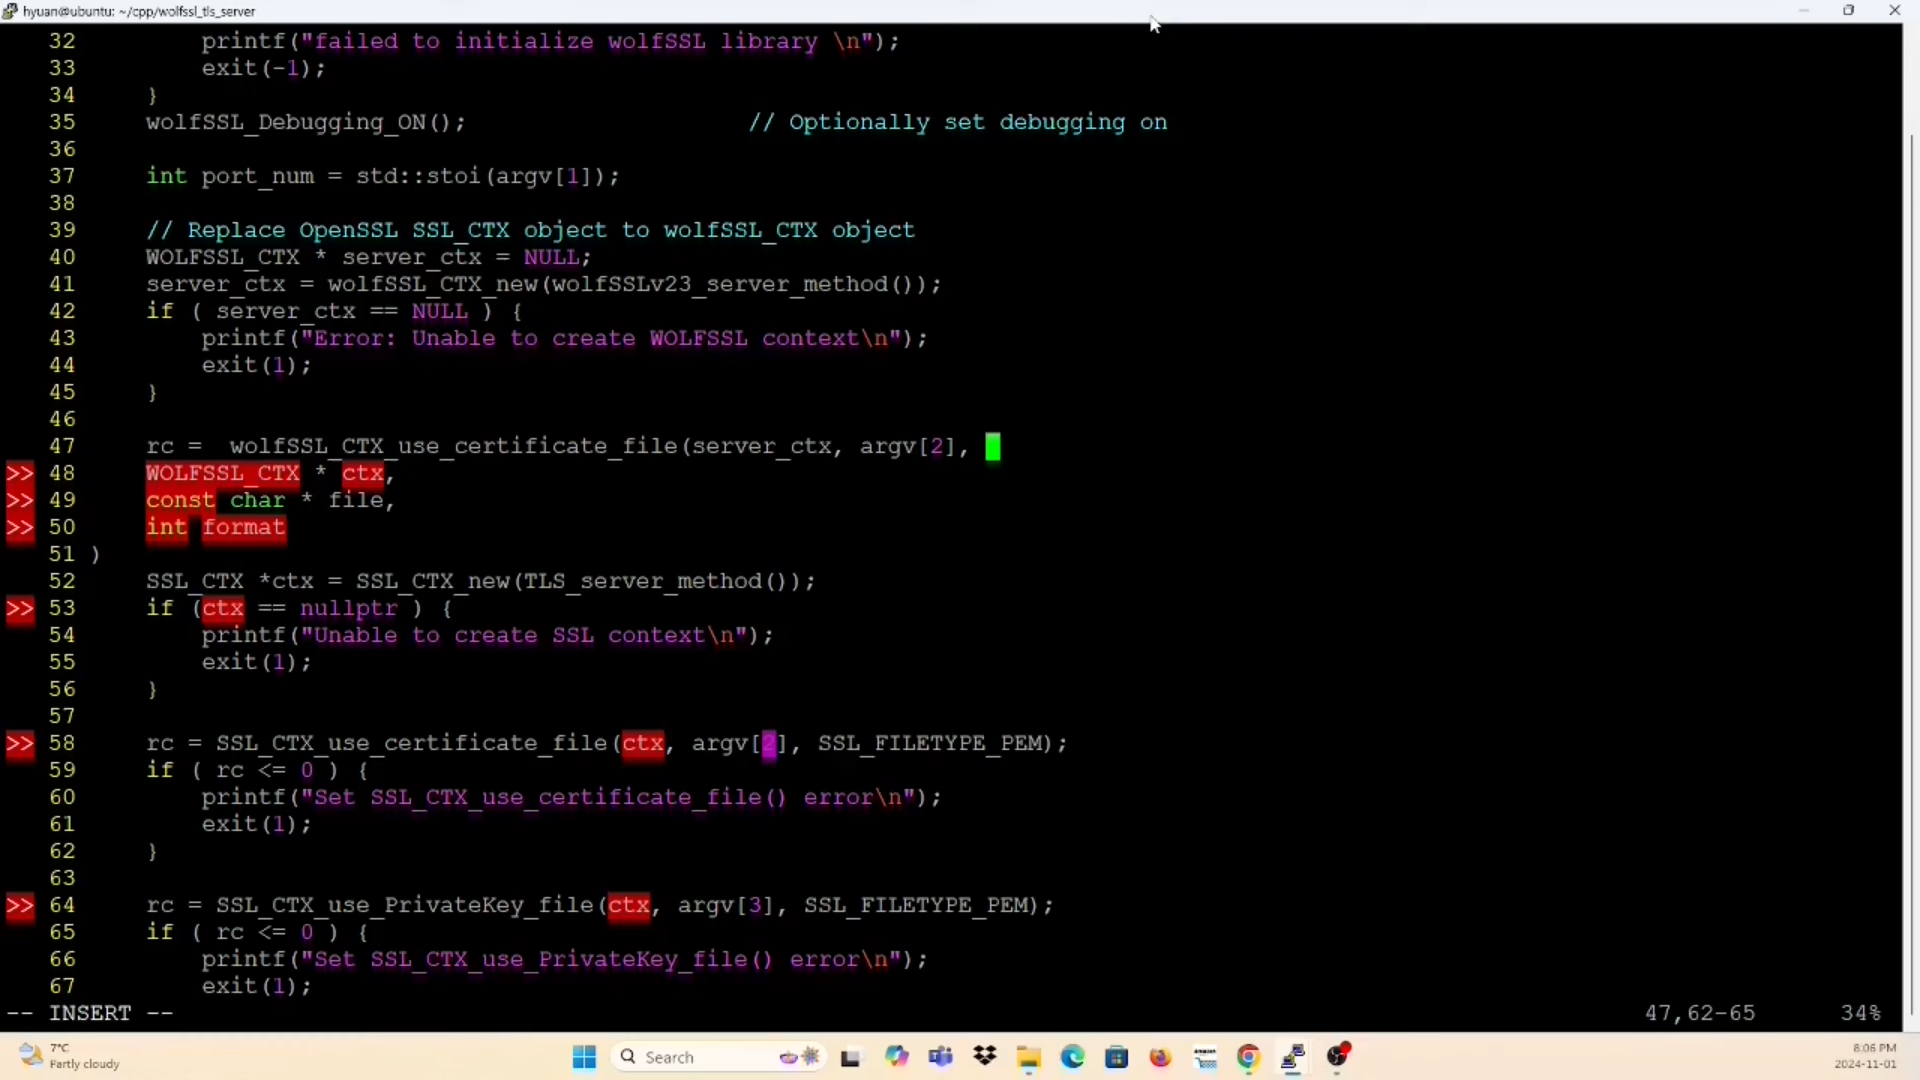 hyuan@ubuntu: ~/cpp/wolfssl_tls_server
32 printf("failed to initialize wolfSSL library \n");
33 exit(-1);
34 }
35 wolfSSL_Debugging_ON(); // Optionally set debugging on
36
37 int port_num = std::stoi(argv[1]);
38
39 // Replace OpenSSL SSL_CTX object to wolfSSL_CTX object
40 WOLFSSL_CTX * server_ctx = NULL;
41 server_ctx = wolfSSL_CTX_new(wolfSSLv23_server_method());
42 if ( server_ctx == NULL ) {
43 printf("Error: Unable to create WOLFSSL context\n");
44 exit(1);
45 }
46
47 rc =  wolfSSL_CTX_use_certificate_file(server_ctx, argv[2],
>> 48 WOLFSSL_CTX * ctx,
>> 49 const char * file,
>> 50 int format
51 )
52 SSL_CTX *ctx = SSL_CTX_new(TLS_server_method());
>> 53 if (ctx == nullptr ) {
54 printf("Unable to create SSL context\n");
55 exit(1);
56 }
57
>> 58 rc = SSL_CTX_use_certificate_file(ctx, argv[2], SSL_FILETYPE_PEM);
59 if ( rc <= 0 ) {
60 printf("Set SSL_CTX_use_certificate_file() error\n");
61 exit(1);
62 }
63
>> 64 rc = SSL_CTX_use_PrivateKey_file(ctx, argv[3], SSL_FILETYPE_PEM);
65 if ( rc <= 0 ) {
66 printf("Set SSL_CTX_use_PrivateKey_file() error\n");
67 exit(1);
-- INSERT -- 47,62-65 34%
7°C
Partly cloudy
Search
8:06 PM
2024-11-01